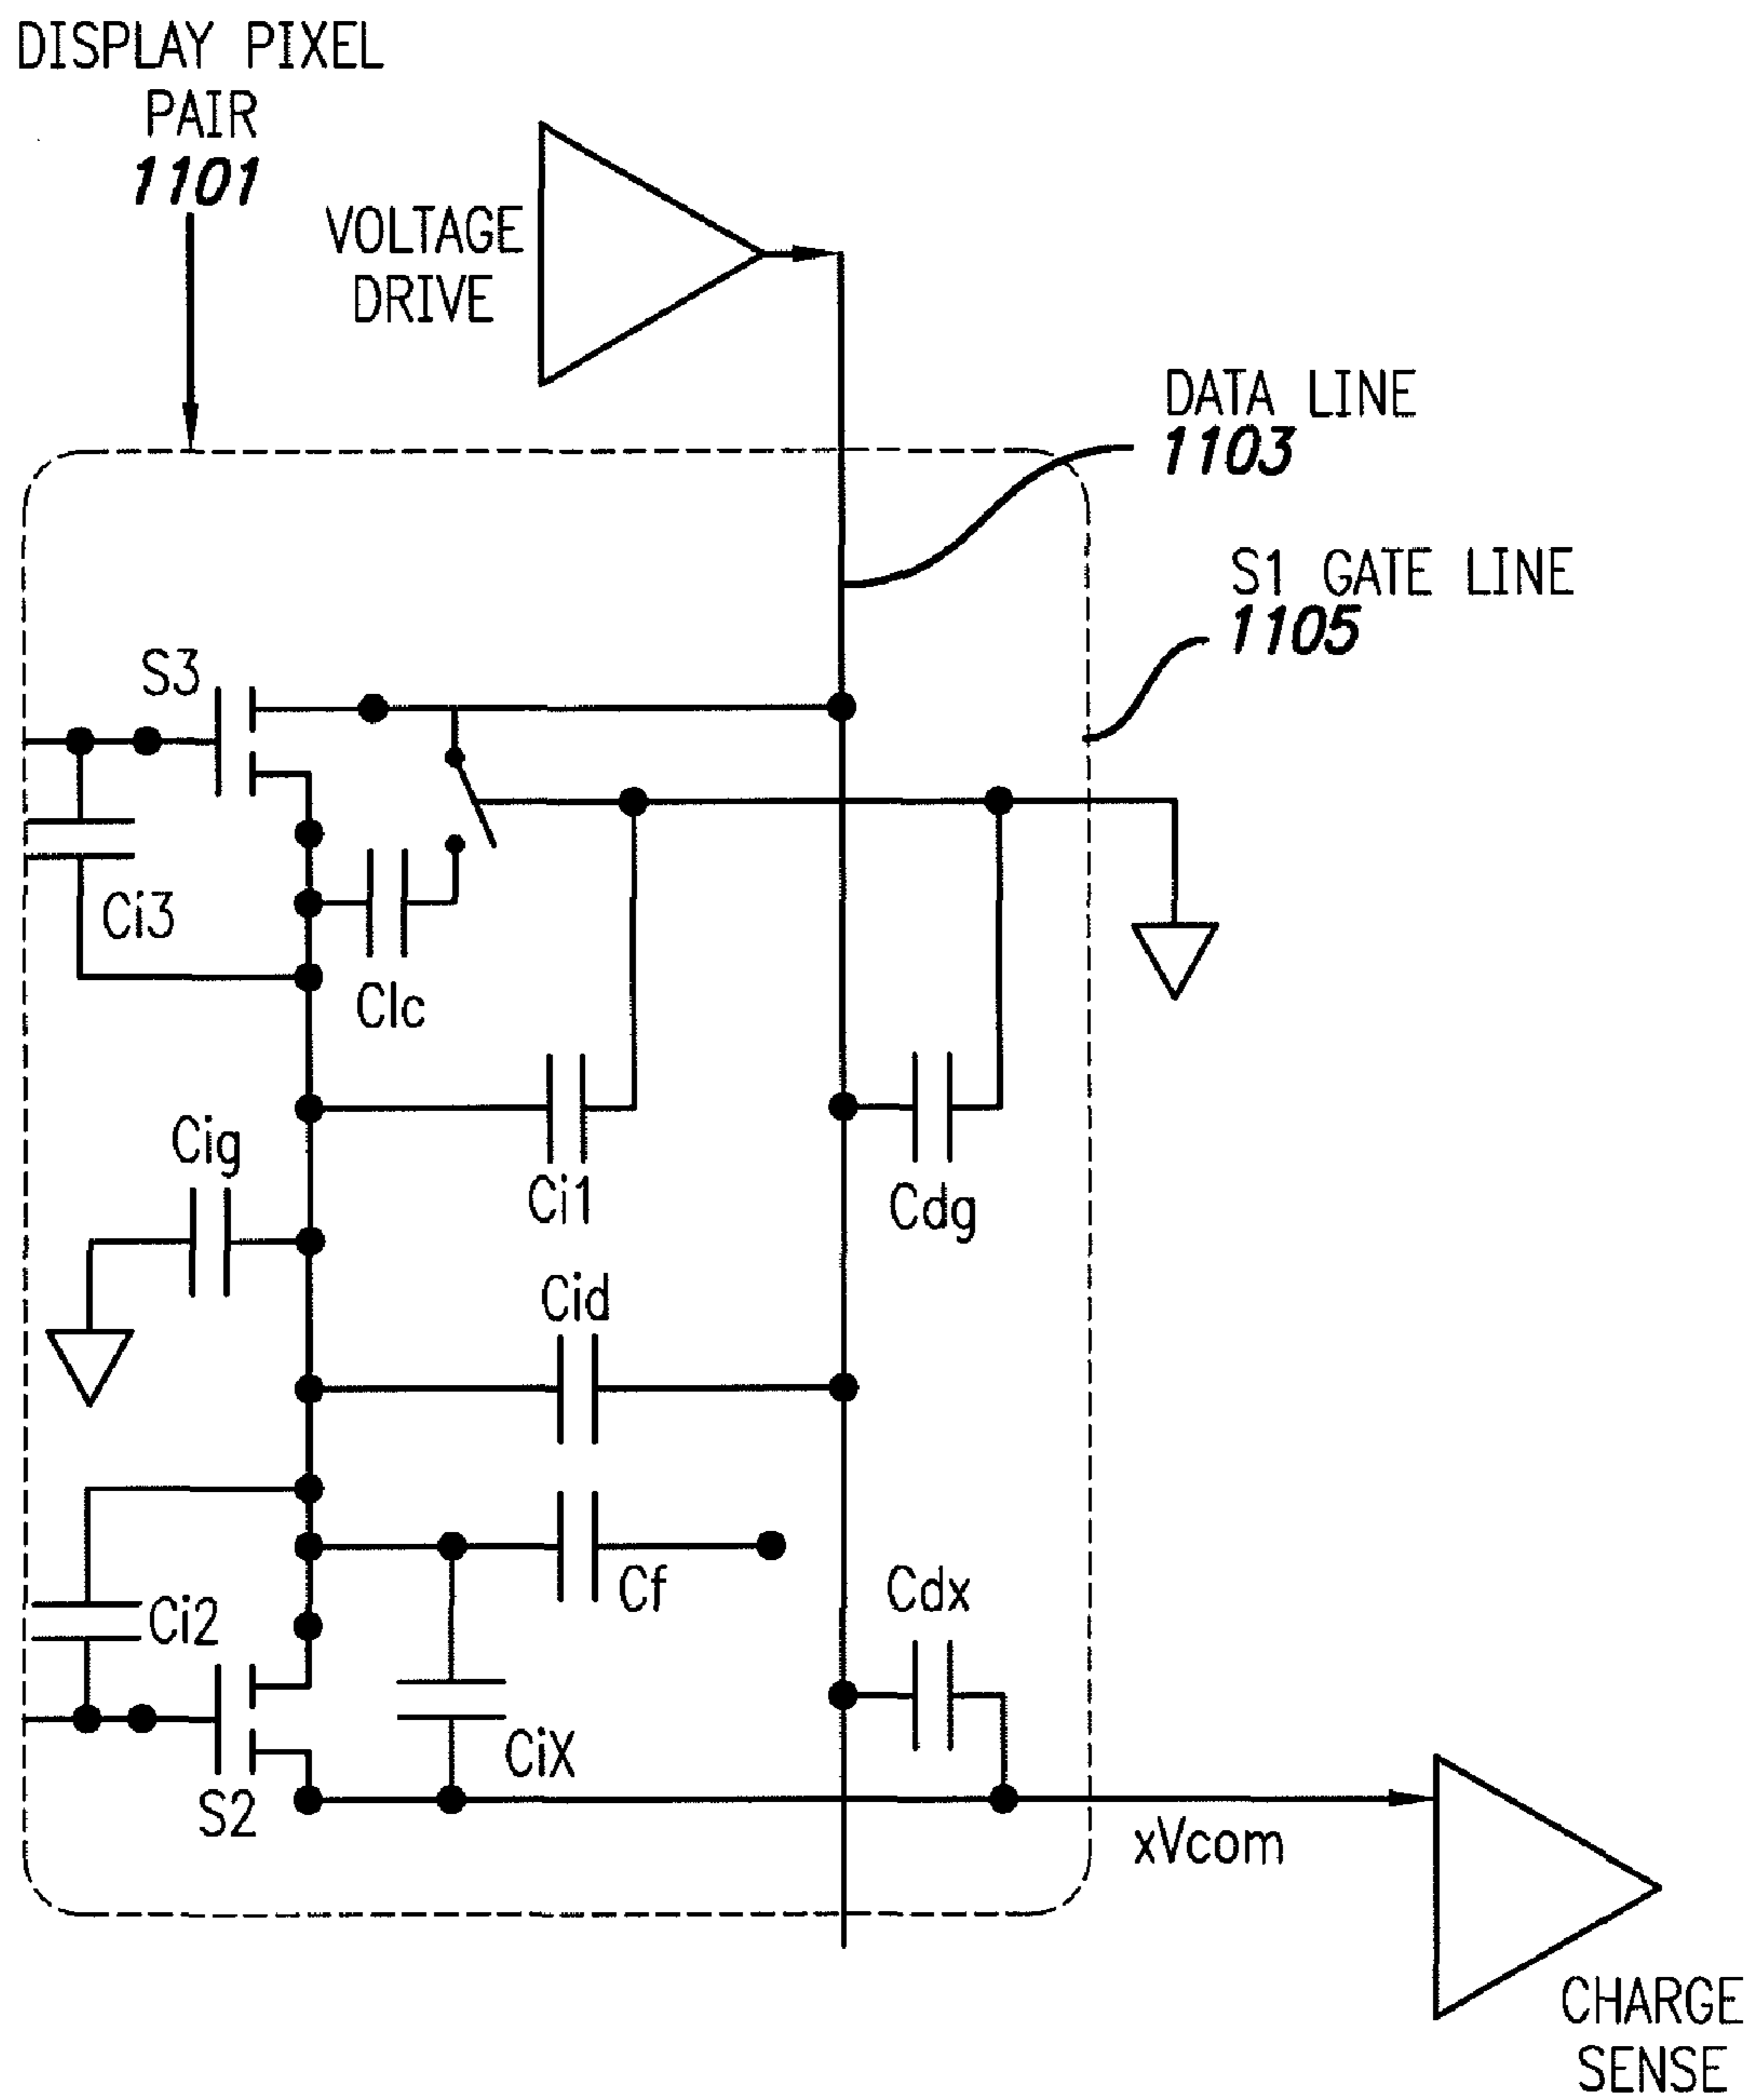 DISPLAY PIXEL
PAIR
1101
VOLTAGE
DRIVE
DATA LINE
1103
S1 GATE LINE
1105
S3
Ci3
Clc
Cig
Ci1
Cdg
Cid
Cf
Cdx
Ci2
CiX
S2
xVcom
CHARGE
SENSE